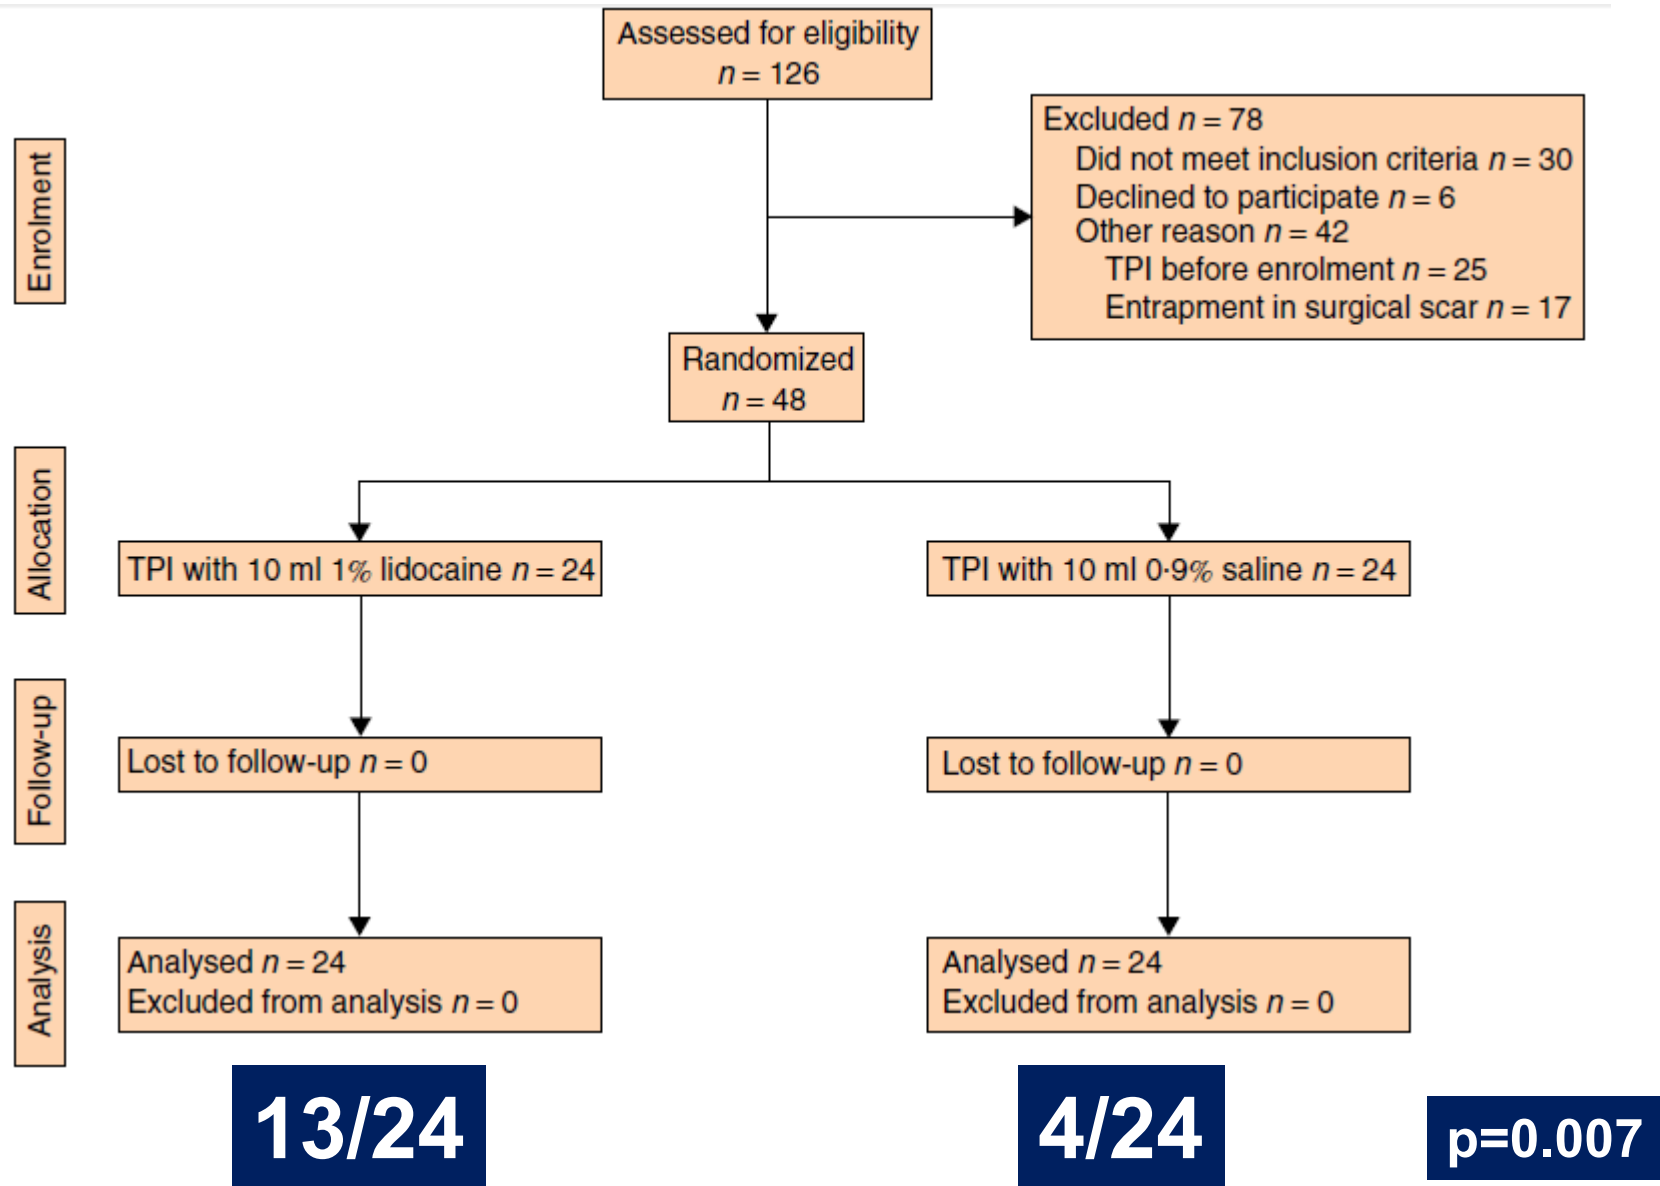 Assessed for eligibility
n = 126
Enrolment
Excluded n = 78
Did not meet inclusion criteria n = 30
Declined to participate n = 6
Other reason n = 42
TPI before enrolment n = 25
Entrapment in surgical scar n = 17
Randomized
n = 48
Allocation
TPI with 10 ml 1% lidocaine n = 24
TPI with 10 ml 0·9% saline n = 24
Follow-up
Lost to follow-up n = 0
Lost to follow-up n = 0
Analysis
Analysed n = 24
Excluded from analysis n = 0
Analysed n = 24
Excluded from analysis n = 0
13/24
4/24
p=0.007